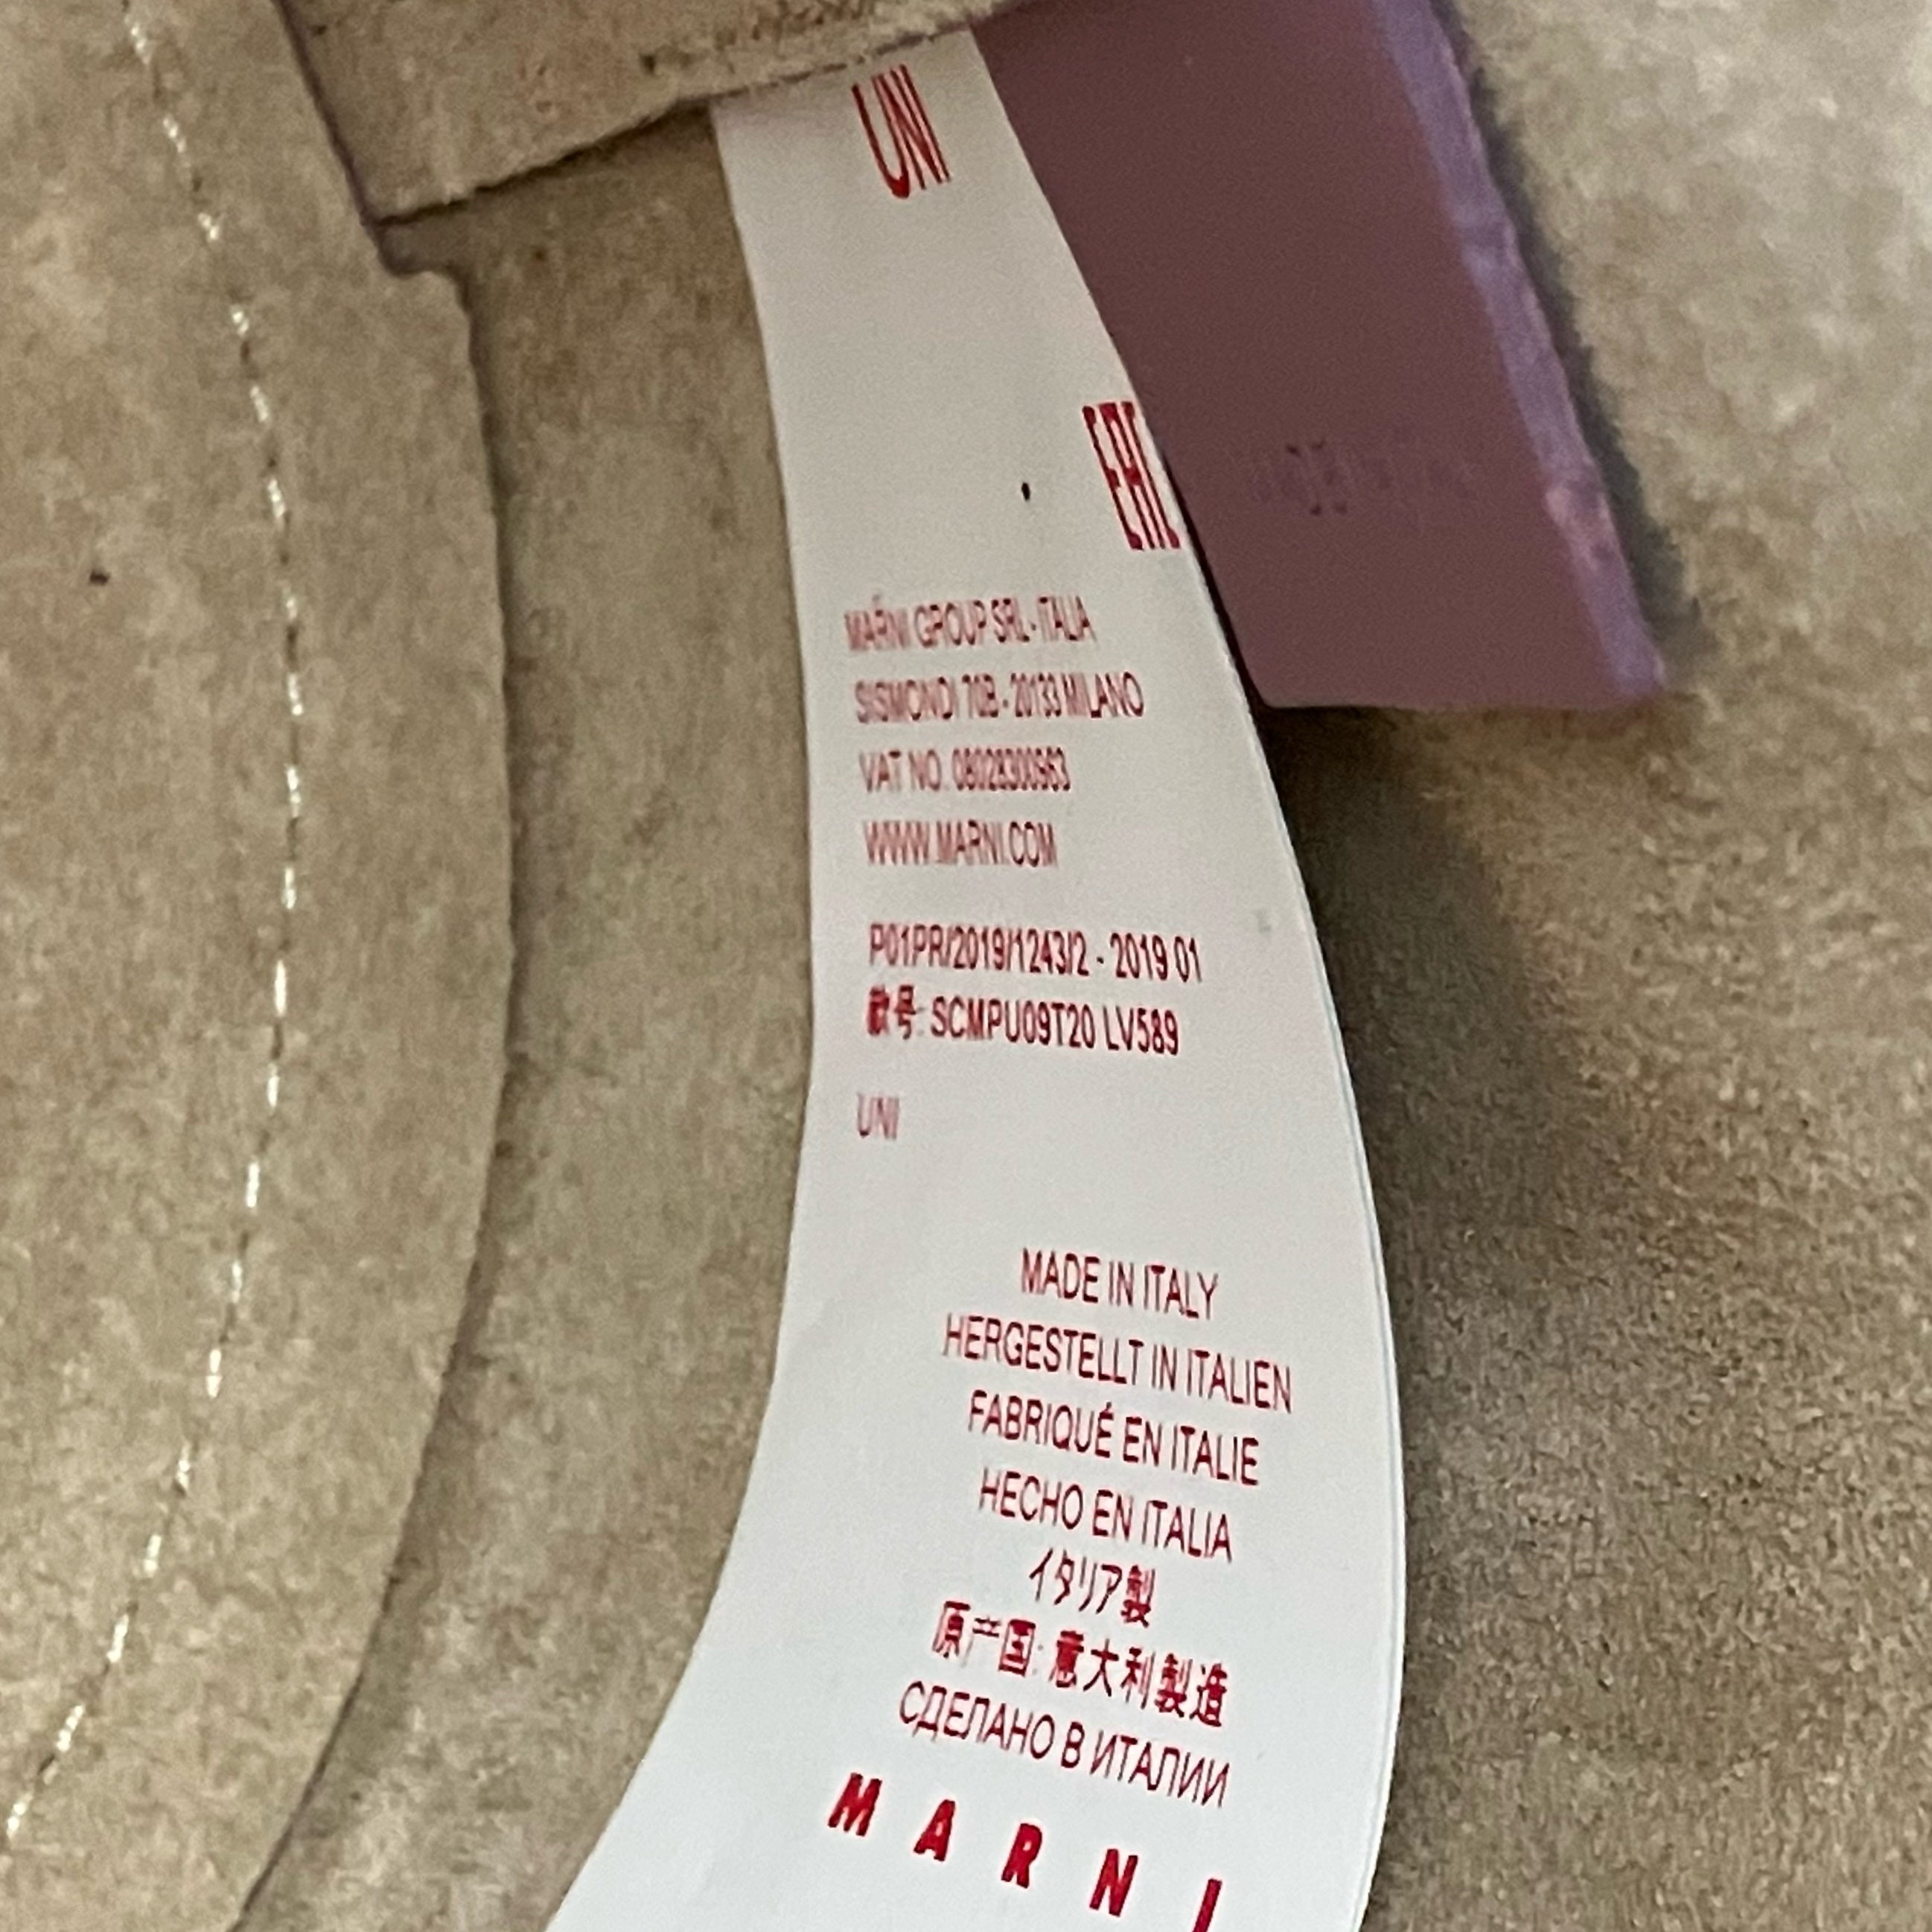 UNI
EAC
MARNI GROUP SRL - ITALIA
SISMONDI 70B - 20133 MILANO
VAT NO. 08028300963
WWW.MARNI.COM
P01PR/2019/1243/2 - 2019 01
款号: SCMPU09T20 LV589
UNI
MADE IN ITALY
HERGESTELLT IN ITALIEN
FABRIQUÉ EN ITALIE
HECHO EN ITALIA
イタリア製
原产国: 意大利製造
СДЕЛАНО В ИТАЛИИ
MARNI